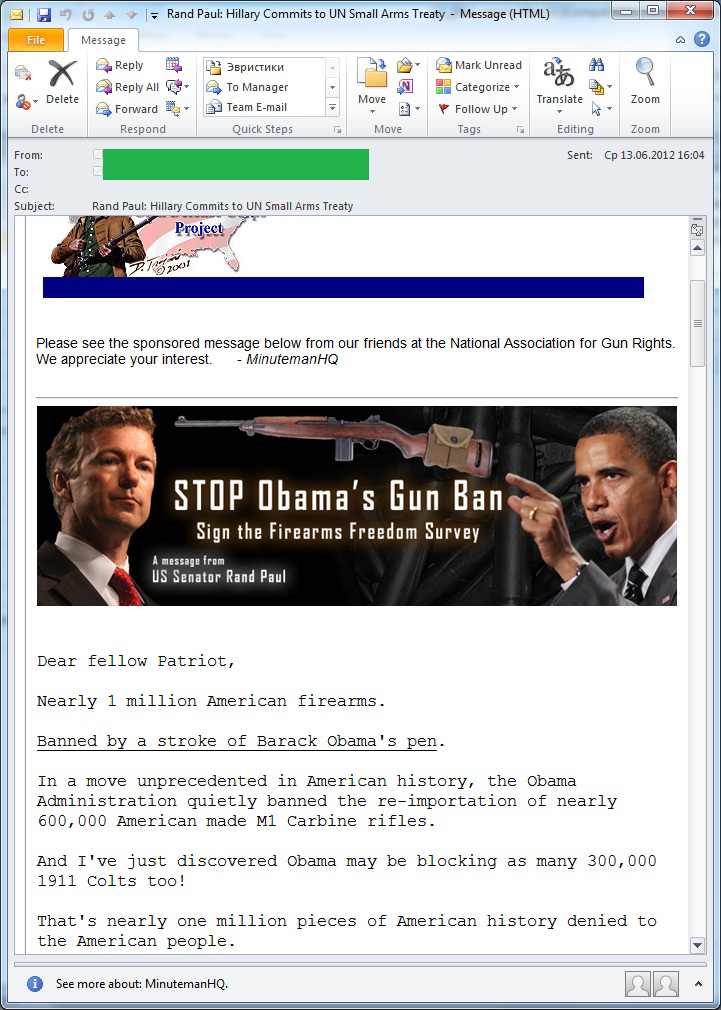 Rand Paul: Hillary Commits to UN Small Arms Treaty - Message (HTML)
File
Message
Delete
Reply
Reply All
Forward
Эвристики
To Manager
Team E-mail
Move
Mark Unread
Categorize
Follow Up
Translate
Zoom
Delete
Respond
Quick Steps
Move
Tags
Editing
Zoom
From:
Sent: Ср 13.06.2012 16:04
To:
Cc:
Subject: Rand Paul: Hillary Commits to UN Small Arms Treaty
Project
©2001
Please see the sponsored message below from our friends at the National Association for Gun Rights.
We appreciate your interest. - MinutemanHQ
STOP Obama's Gun Ban
Sign the Firearms Freedom Survey
A message from
US Senator Rand Paul
Dear fellow Patriot,
Nearly 1 million American firearms.
Banned by a stroke of Barack Obama's pen.
In a move unprecedented in American history, the Obama
Administration quietly banned the re-importation of nearly
600,000 American made M1 Carbine rifles.
And I've just discovered Obama may be blocking as many 300,000
1911 Colts too!
That's nearly one million pieces of American history denied to
the American people.
See more about: MinutemanHQ.